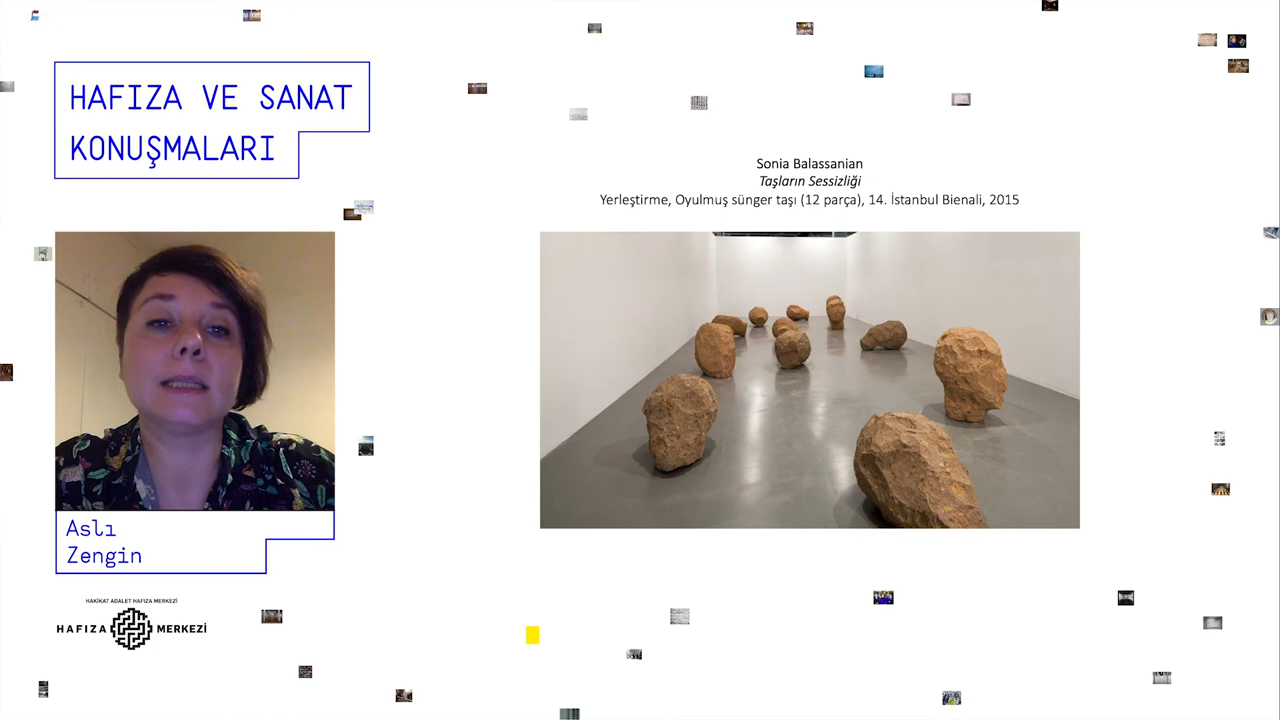 HAFIZA VE SANAT
KONUŞMALARI
Sonia Balassanian
Taşların Sessizliği
Yerleştirme, Oyulmuş sünger taşı (12 parça), 14. İstanbul Bienali, 2015
Aslı
Zengin
HAKİKAT ADALET HAFIZA MERKEZİ
HAFIZA MERKEZİ